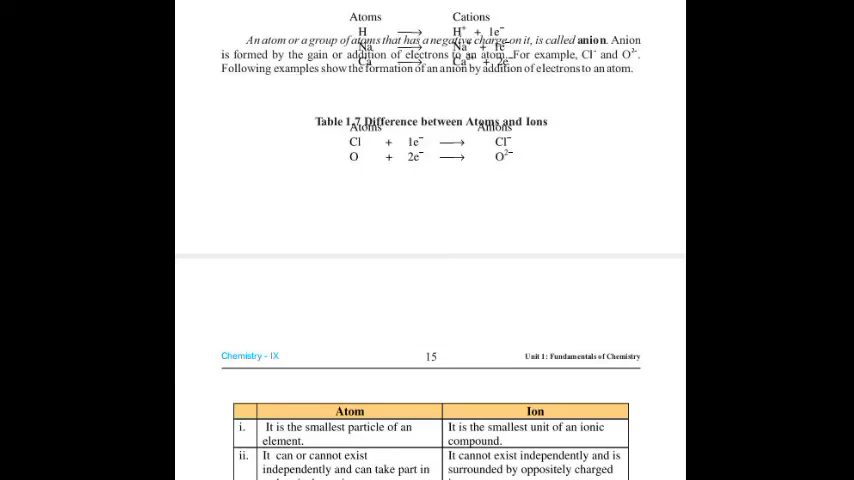 Atoms Cations
H ⟶ H⁺ + 1e⁻
An atom or a group of atoms that has a negative charge on it, is called anion. Anion
Na ⟶ Na⁺ + 1e⁻
is formed by the gain or addition of electrons to an atom. For example, Cl⁻ and O²⁻.
Ca ⟶ Ca + 2e⁻
Following examples show the formation of an anion by addition of electrons to an atom.
Table 1.7 Difference between Atoms and Ions
Atoms Anions
Cl + 1e⁻ ⟶ Cl⁻
O + 2e⁻ ⟶ O²⁻
Chemistry - IX 15 Unit 1: Fundamentals of Chemistry
Atom Ion
i. It is the smallest particle of an It is the smallest unit of an ionic
element. compound.
ii. It can or cannot exist It cannot exist independently and is
independently and can take part in surrounded by oppositely charged